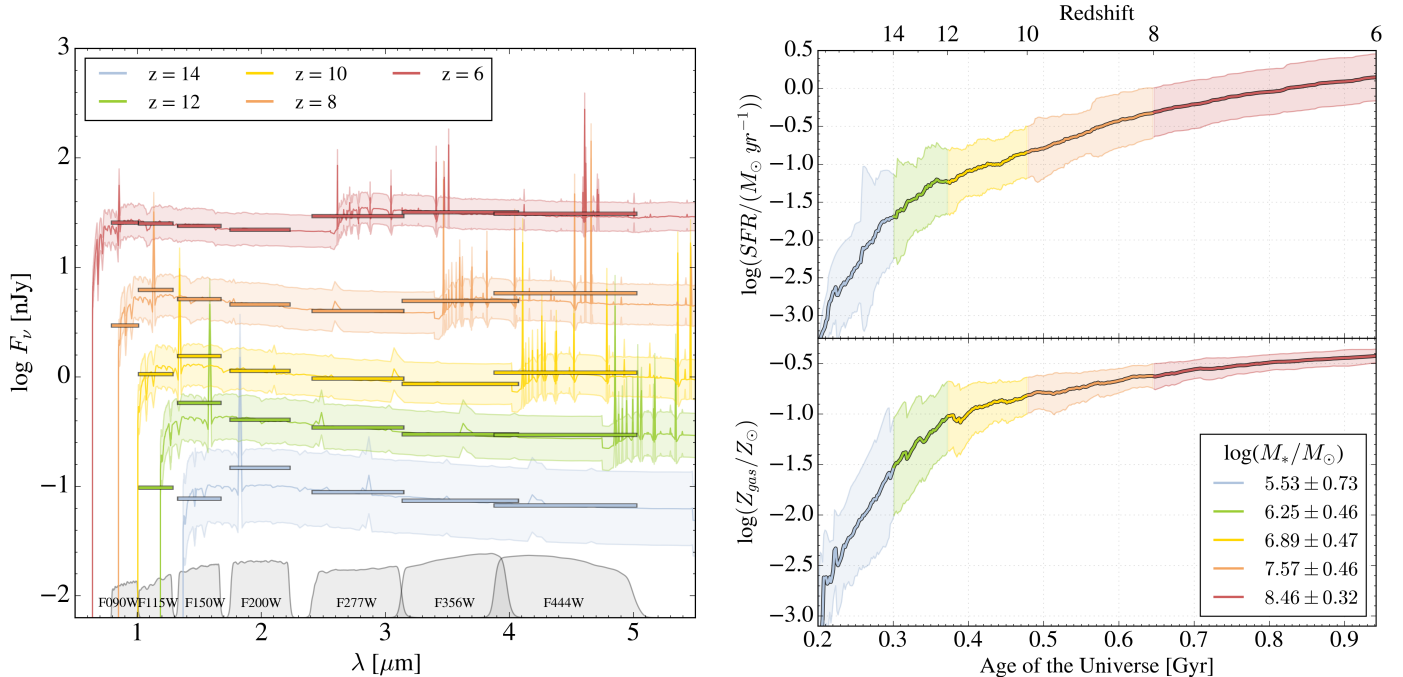 3
2
1
0
−1
−2
log F_ν [nJy]
z = 14
z = 10
z = 6
z = 12
z = 8
F090W
F115W
F150W
F200W
F277W
F356W
F444W
1 2 3 4 5
λ [μm]
Redshift
14 12 10 8 6
0.5
0.0
−0.5
−1.0
−1.5
−2.0
−2.5
−3.0
log(SFR/(M_⊙ yr^{−1}))
−0.5
−1.0
−1.5
−2.0
−2.5
−3.0
log(Z_{gas}/Z_⊙)
log(M_*/M_⊙)
5.53 ± 0.73
6.25 ± 0.46
6.89 ± 0.47
7.57 ± 0.46
8.46 ± 0.32
0.2 0.3 0.4 0.5 0.6 0.7 0.8 0.9
Age of the Universe [Gyr]